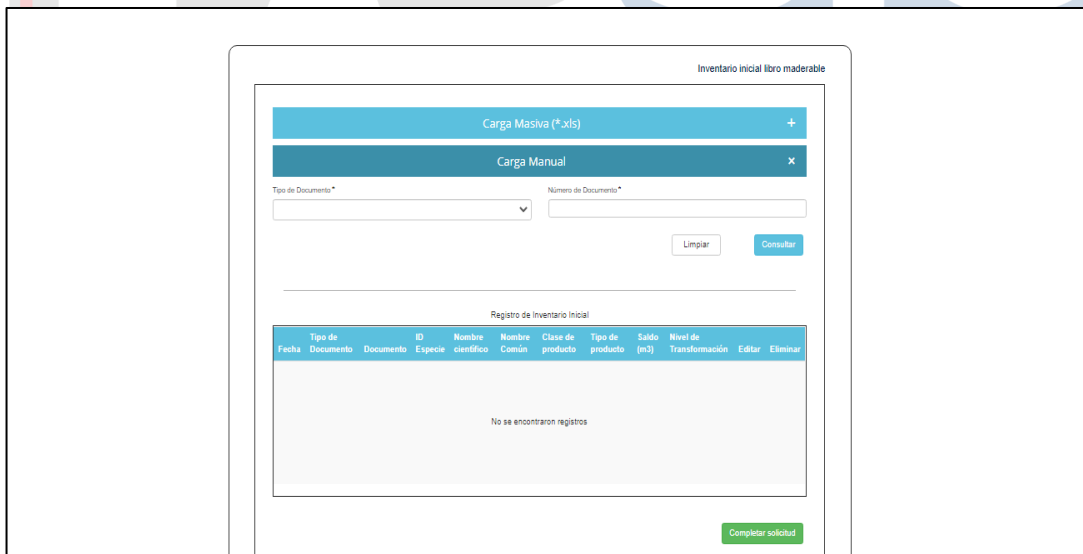 Inventario inicial libro maderable
Carga Masiva (*.xls) +
Carga Manual x
Tipo de Documento * Número de Documento *
Limpiar Consultar
Registro de Inventario Inicial
Fecha Tipo de Documento Documento ID Especie Nombre científico Nombre Común Clase de producto Tipo de producto Saldo (m3) Nivel de Transformación Editar Eliminar
No se encontraron registros
Completar solicitud